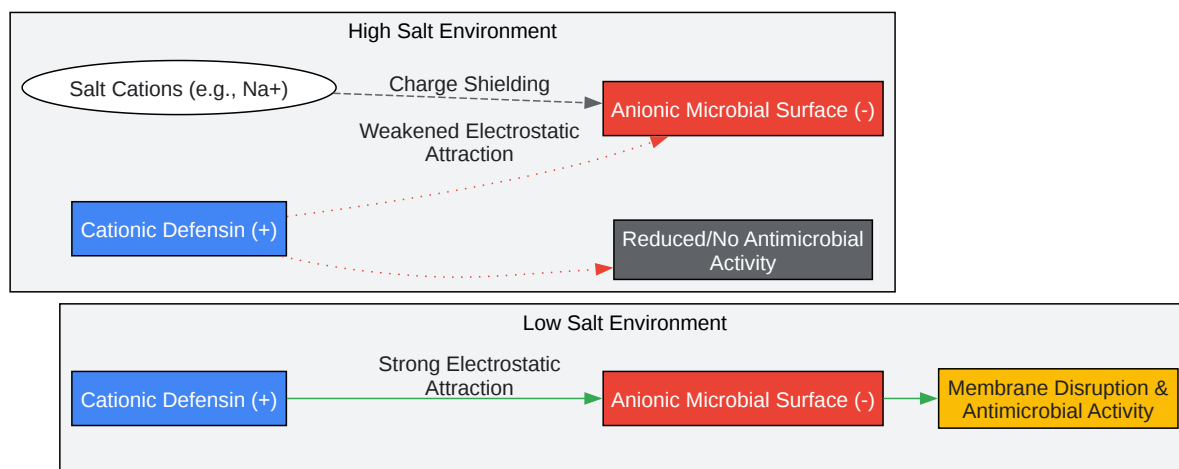 High Salt Environment
Salt Cations (e.g., Na+)
Charge Shielding
Anionic Microbial Surface (-)
Weakened Electrostatic
Attraction
Cationic Defensin (+)
Reduced/No Antimicrobial
Activity
Low Salt Environment
Cationic Defensin (+)
Strong Electrostatic
Attraction
Anionic Microbial Surface (-)
Membrane Disruption &
Antimicrobial Activity